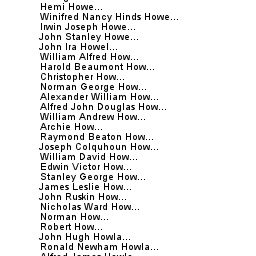 Hemi Howe...
Winifred Nancy Hinds Howe...
Irwin Joseph Howe...
John Stanley Howe...
John Ira Howel...
William Alfred How...
Harold Beaumont How...
Christopher How...
Norman George How...
Alexander William How...
Alfred John Douglas How...
William Andrew How...
Archie How...
Raymond Beaton How...
Joseph Colquhoun How...
William David How...
Edwin Victor How...
Stanley George How...
James Leslie How...
John Ruskin How...
Nicholas Ward How...
Norman How...
Robert How...
John Hugh Howla...
Ronald Newham Howla...
Alfred James Howla...